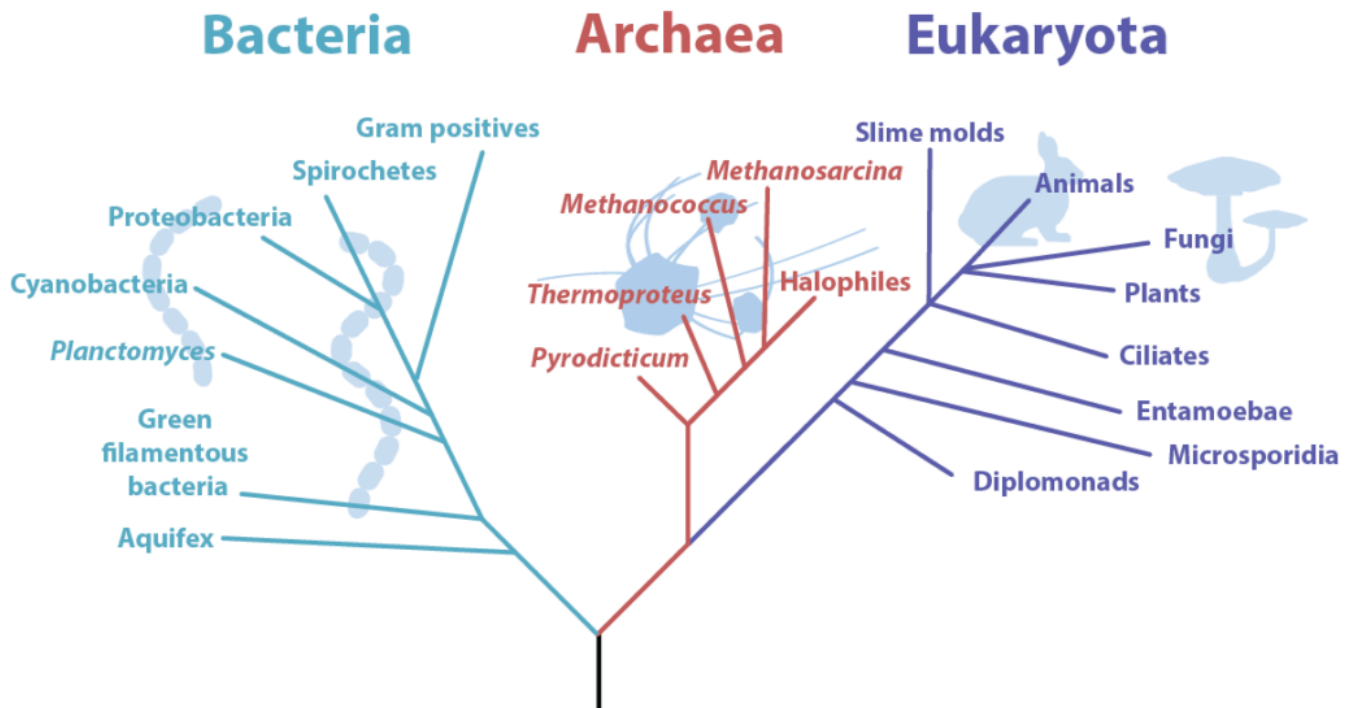 Bacteria
Archaea
Eukaryota
Gram positives
Spirochetes
Proteobacteria
Cyanobacteria
Planctomyces
Green
filamentous
bacteria
Aquifex
Methanosarcina
Methanococcus
Halophiles
Thermoproteus
Pyrodicticum
Slime molds
Animals
Fungi
Plants
Ciliates
Entamoebae
Microsporidia
Diplomonads